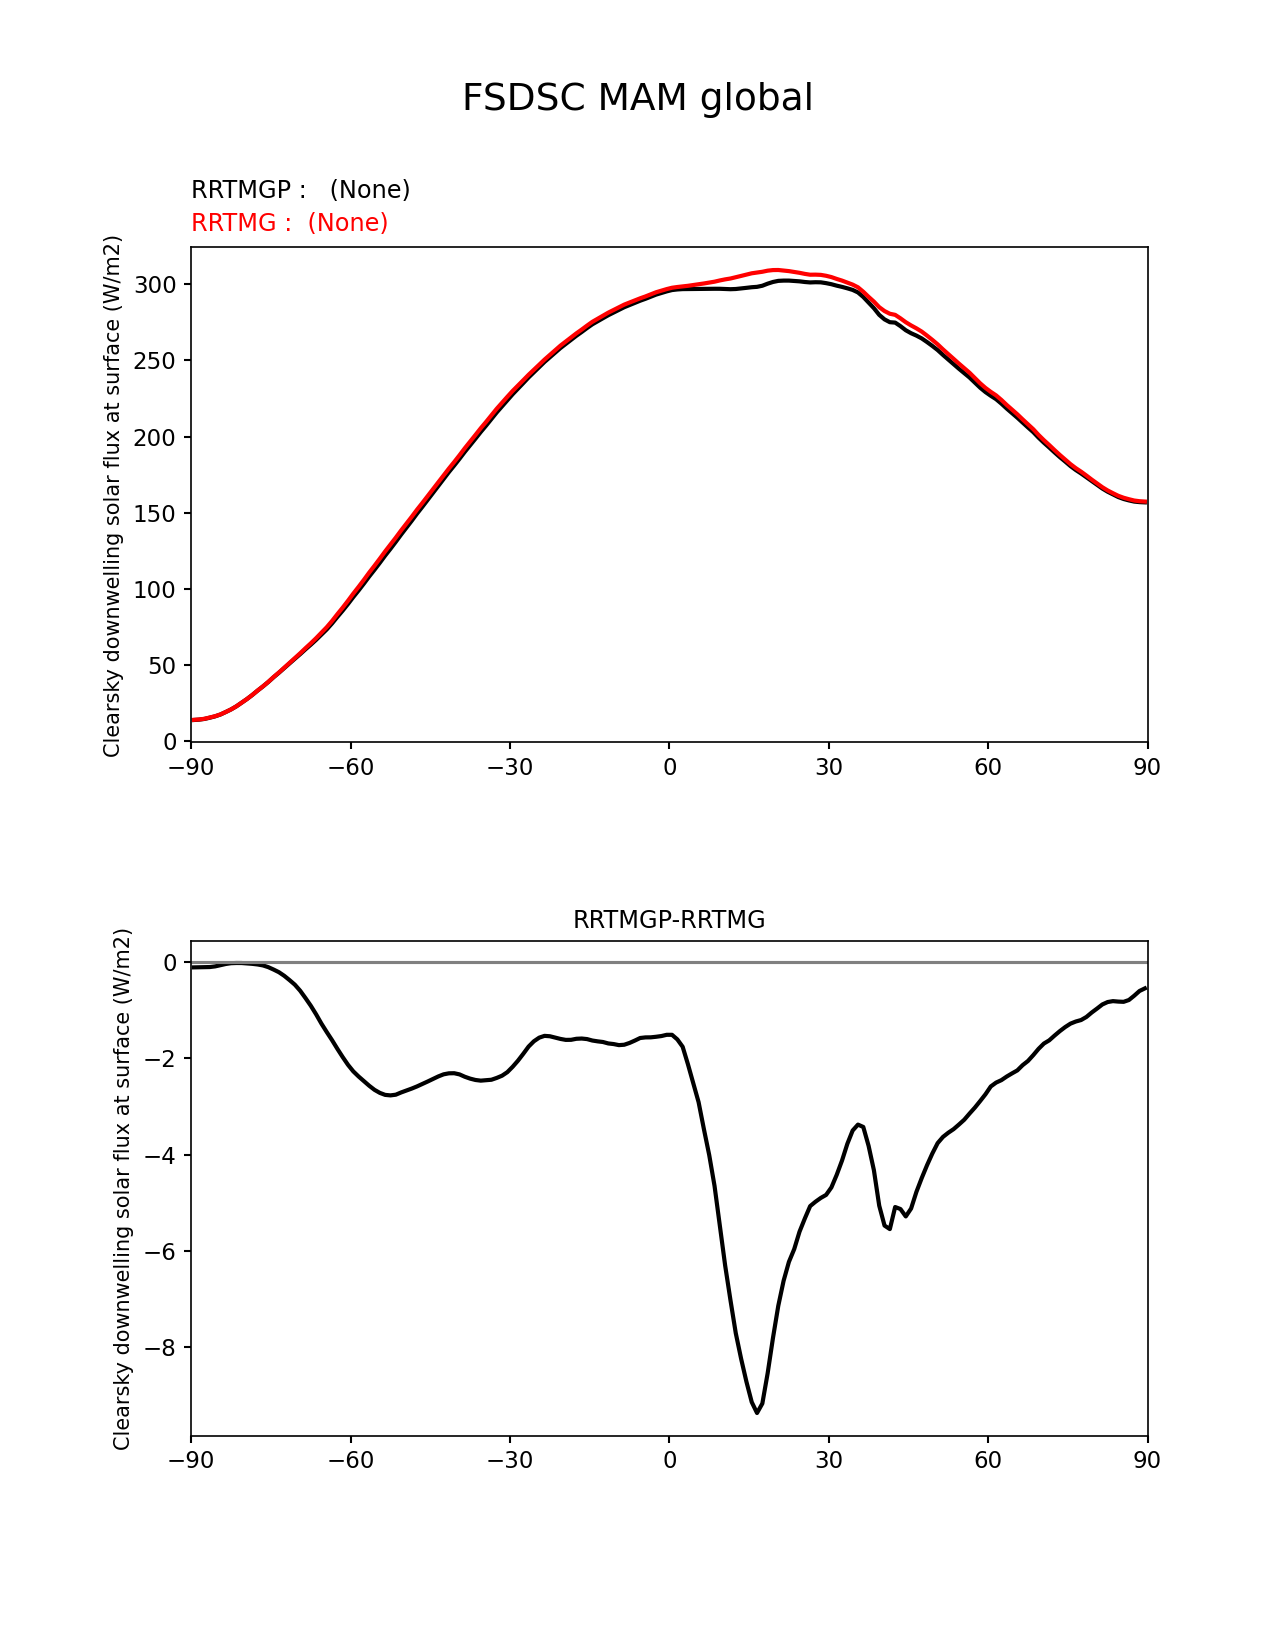 FSDSC MAM global
RRTMGP :   (None)
RRTMG :  (None)
Clearsky downwelling solar flux at surface (W/m2)
300
250
200
150
100
50
0
−90 −60 −30 0 30 60 90
RRTMGP-RRTMG
Clearsky downwelling solar flux at surface (W/m2)
0
−2
−4
−6
−8
−90 −60 −30 0 30 60 90